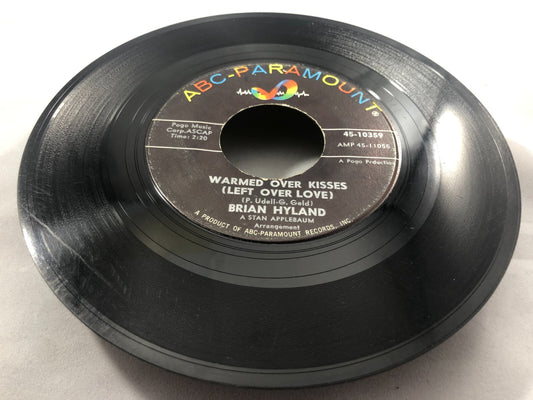 ABC-PARAMOUNT®
Pogo Music
Corp.ASCAP
Time: 2:20
45-10359
AMP 45-11055
A Pogo Production
WARMED OVER KISSES
(LEFT OVER LOVE)
(P. Udell-G. Geld)
BRIAN HYLAND
A STAN APPLEBAUM
Arrangement
A PRODUCT OF ABC-PARAMOUNT RECORDS, INC.